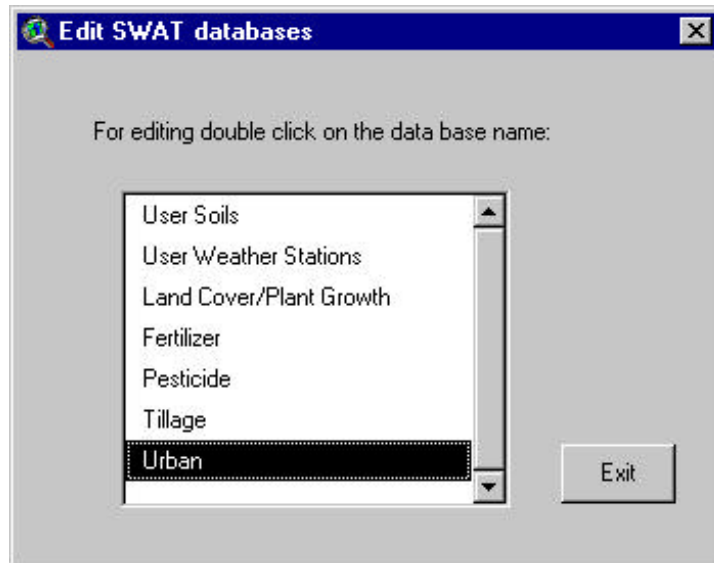 Edit SWAT databases
For editing double click on the data base name:
User Soils
User Weather Stations
Land Cover/Plant Growth
Fertilizer
Pesticide
Tillage
Urban
Exit